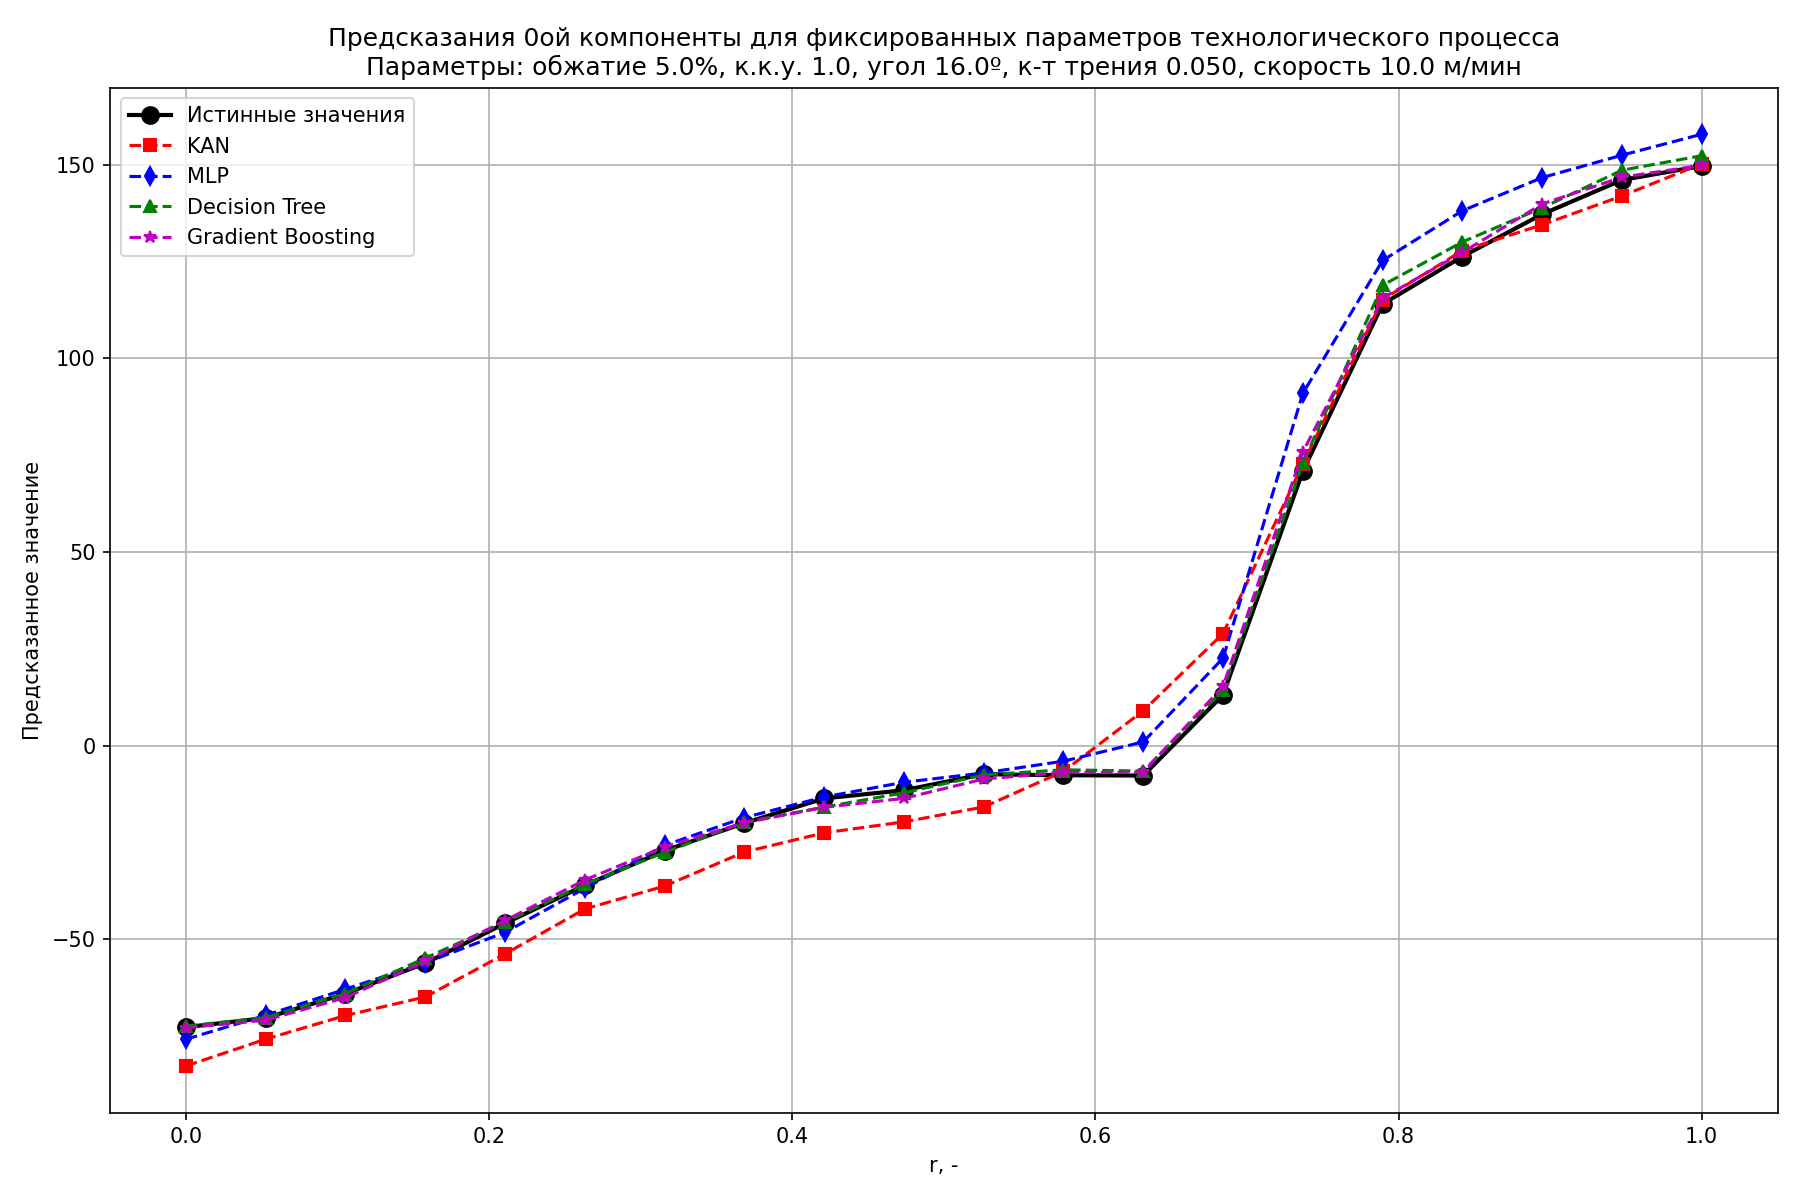 Предсказания 0ой компоненты для фиксированных параметров технологического процесса
Параметры: обжатие 5.0%, к.к.у. 1.0, угол 16.0º, к-т трения 0.050, скорость 10.0 м/мин
Истинные значения
KAN
MLP
Decision Tree
Gradient Boosting
Предсказанное значение
150
100
50
0
−50
0.0
0.2
0.4
0.6
0.8
1.0
r, -